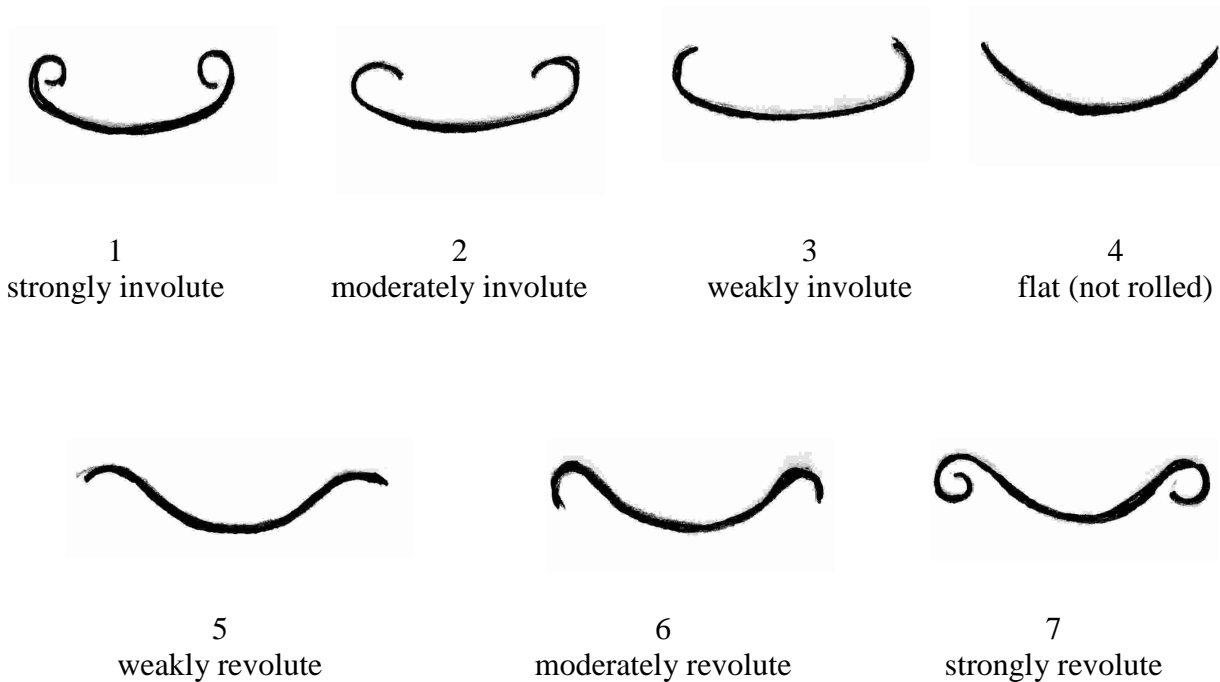 1 2 3 4
strongly involute moderately involute weakly involute flat (not rolled)
5 6 7
weakly revolute moderately revolute strongly revolute